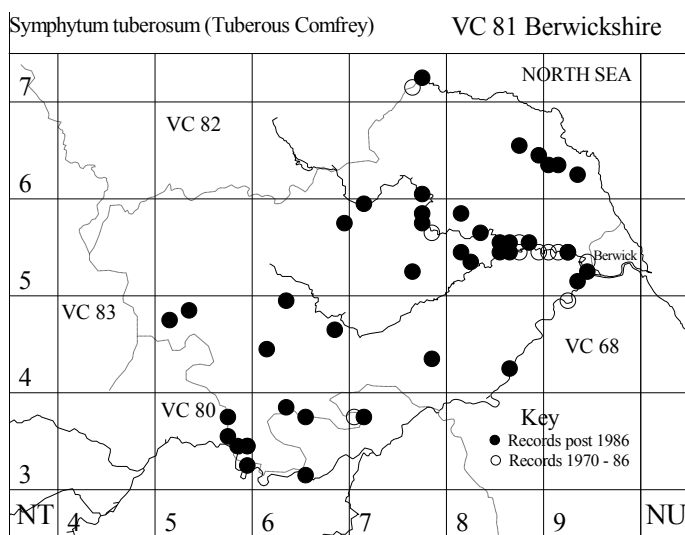 Symphytum tuberosum (Tuberous Comfrey)
VC 81 Berwickshire
NORTH SEA
7
VC 82
6
Berwick
5
VC 83
VC 68
4
VC 80
Key
Records post 1986
Records 1970 - 86
3
NT 4 5 6 7 8 9 NU